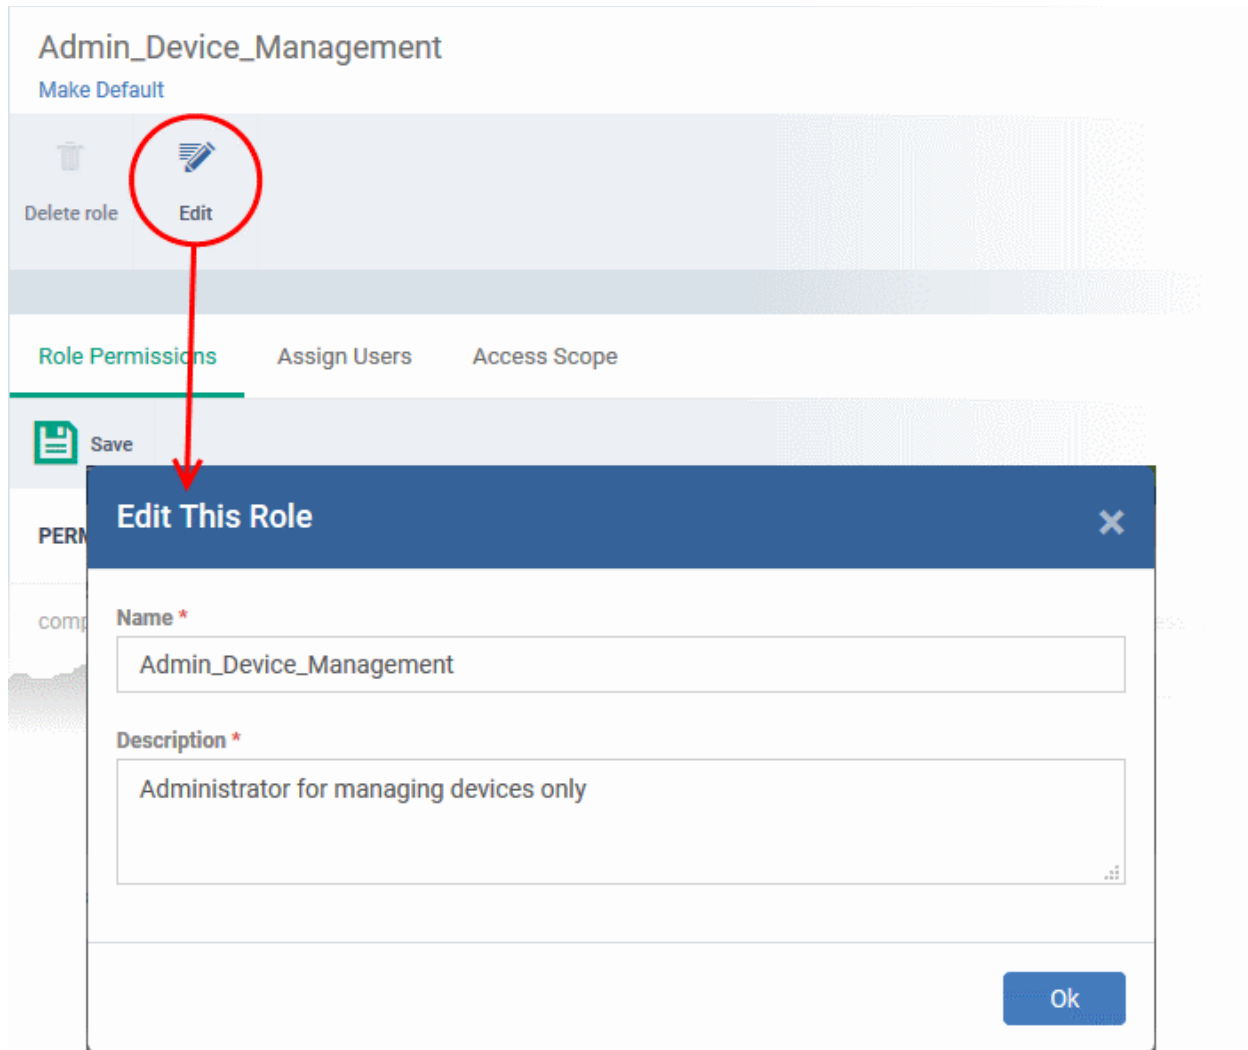 Admin_Device_Management
Make Default
Delete role
Edit
Role Permissions
Assign Users
Access Scope
Save
Edit This Role
Name *
Admin_Device_Management
Description *
Administrator for managing devices only
Ok